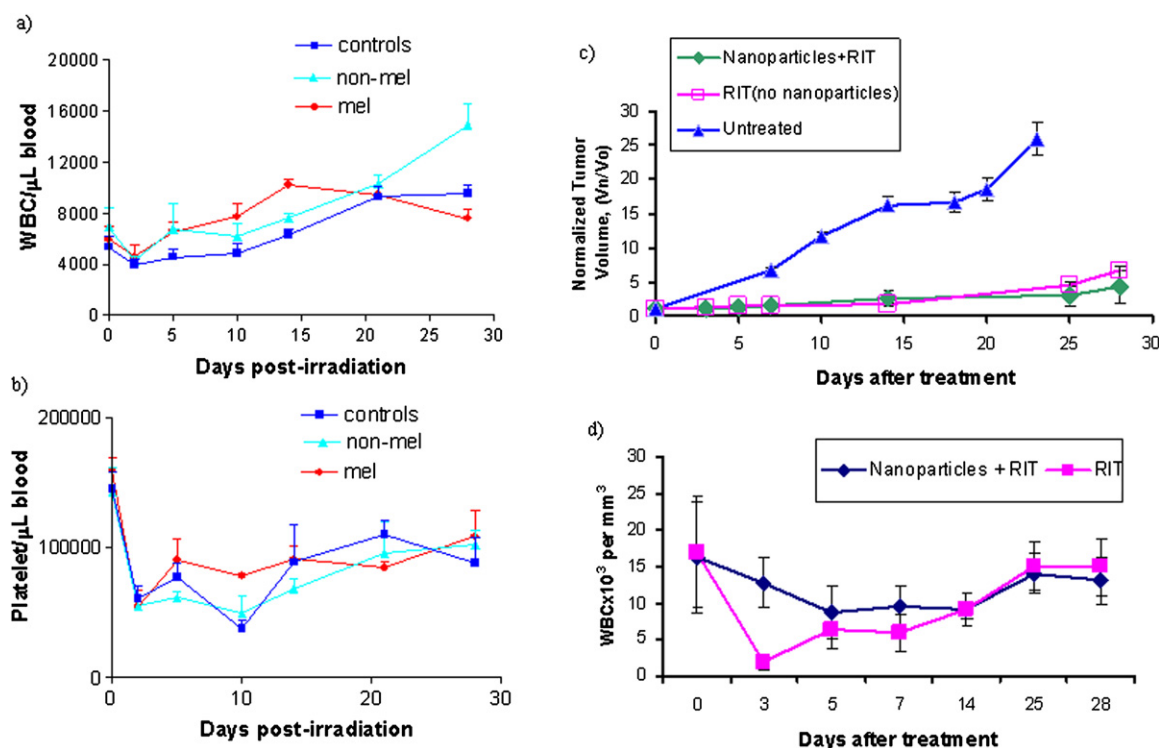 a)
controls
non-mel
mel
20000
16000
12000
8000
4000
0
WBC/µL blood
0 5 10 15 20 25 30
Days post-irradiation
b)
controls
non-mel
mel
200000
100000
0
Platelet/µL blood
0 10 20 30
Days post-irradiation
c)
Nanoparticles+RIT
RIT(no nanoparticles)
Untreated
30
25
20
15
10
5
0
Normalized Tumor
Volume, (Vn/Vo)
0 5 10 15 20 25 30
Days after treatment
d)
Nanoparticles + RIT RIT
30
25
20
15
10
5
0
WBCx10³ per mm³
0 3 5 7 14 25 28
Days after treatment